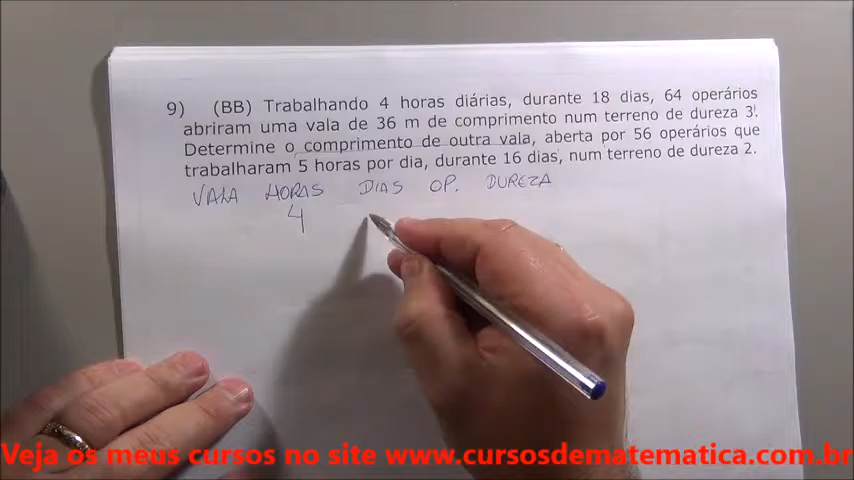 9) (BB) Trabalhando 4 horas diárias, durante 18 dias, 64 operários
abriram uma vala de 36 m de comprimento num terreno de dureza 3.
Determine o comprimento de outra vala, aberta por 56 operários que
trabalharam 5 horas por dia, durante 16 dias, num terreno de dureza 2.
VALA HORAS DIAS OP. DUREZA
4
Veja os meus cursos no site www.cursosdematematica.com.br